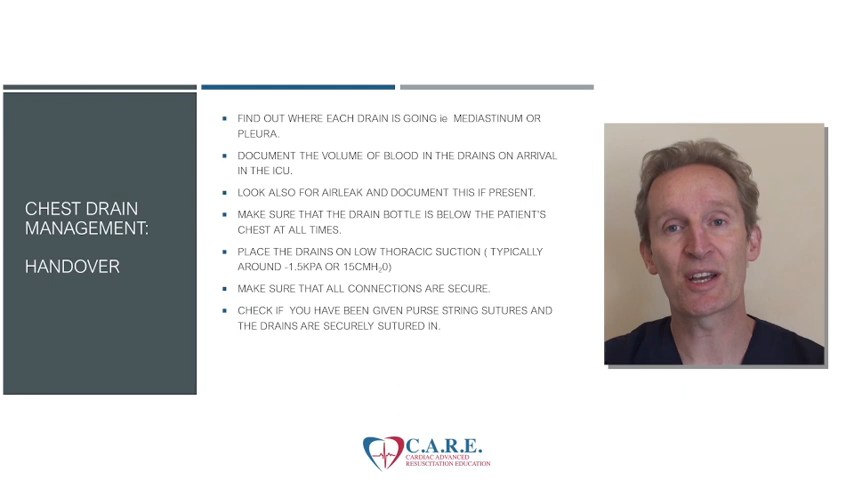 CHEST DRAIN
MANAGEMENT:
HANDOVER
FIND OUT WHERE EACH DRAIN IS GOING ie MEDIASTINUM OR
PLEURA.
DOCUMENT THE VOLUME OF BLOOD IN THE DRAINS ON ARRIVAL
IN THE ICU.
LOOK ALSO FOR AIRLEAK AND DOCUMENT THIS IF PRESENT.
MAKE SURE THAT THE DRAIN BOTTLE IS BELOW THE PATIENT'S
CHEST AT ALL TIMES.
PLACE THE DRAINS ON LOW THORACIC SUCTION ( TYPICALLY
AROUND -1.5KPA OR 15CMH₂0)
MAKE SURE THAT ALL CONNECTIONS ARE SECURE.
CHECK IF YOU HAVE BEEN GIVEN PURSE STRING SUTURES AND
THE DRAINS ARE SECURELY SUTURED IN.
C.A.R.E.
CARDIAC ADVANCED
RESUSCITATION EDUCATION